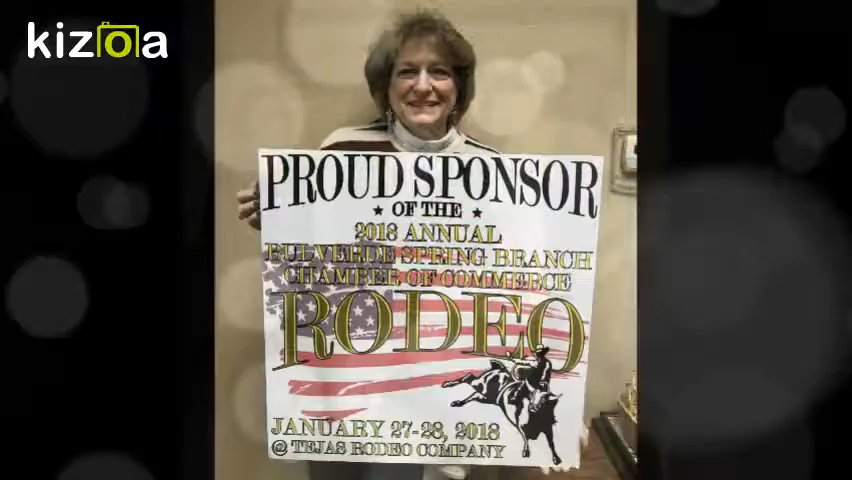 kizoa
PROUD SPONSOR
OF THE
2018 ANNUAL
BULVERDE SPRING BRANCH
CHAMBER OF COMMERCE
RODEO
JANUARY 27-28, 2018
@ TEJAS RODEO COMPANY